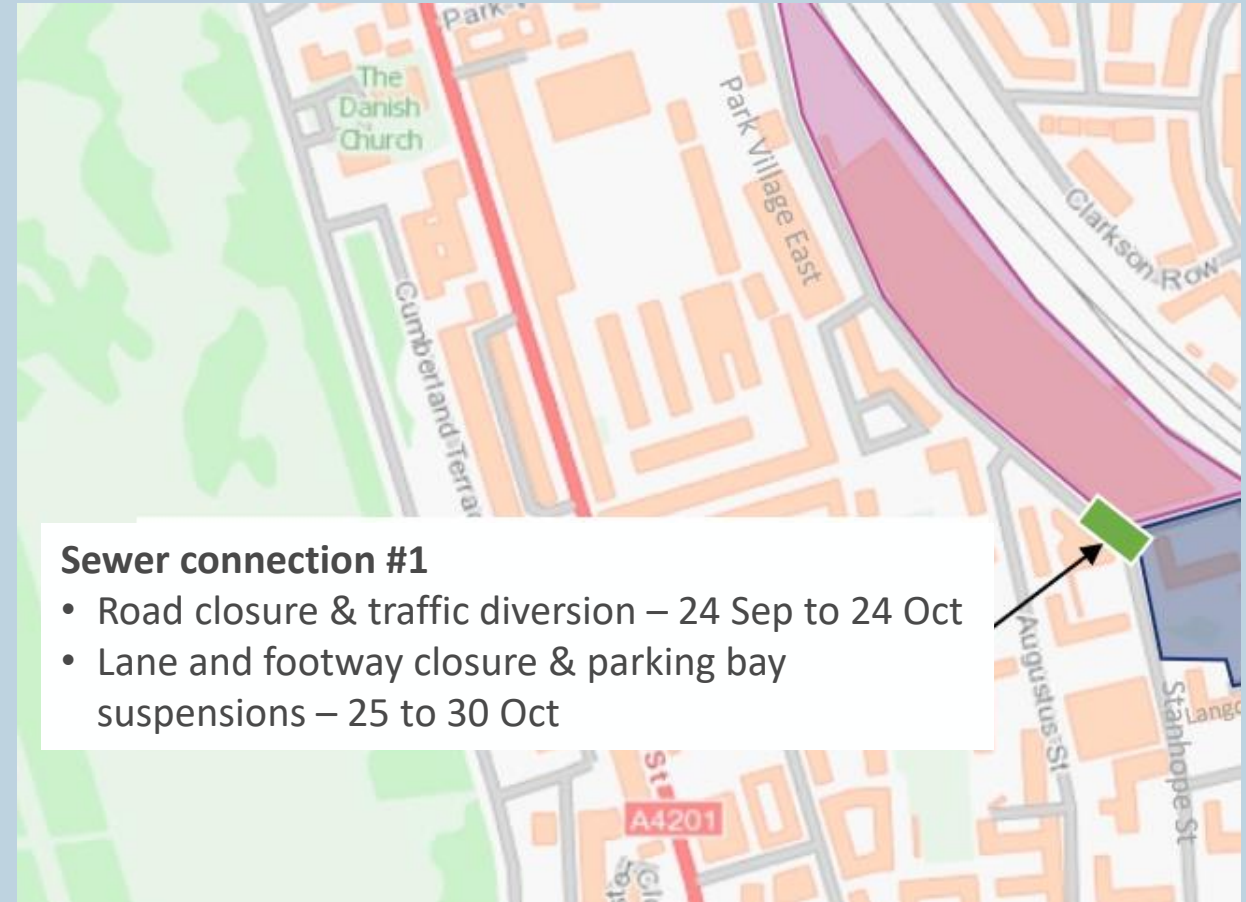 Park
The
Danish
Church
Park Village East
Clarkson Row
Cumberland Terra
Sewer connection #1
• Road closure & traffic diversion – 24 Sep to 24 Oct
• Lane and footway closure & parking bay
suspensions – 25 to 30 Oct
Augustus St
Stanhope St
Lang
St
A4201